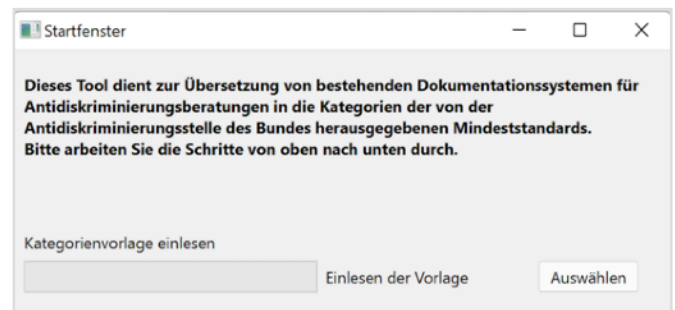 Startfenster
Dieses Tool dient zur Übersetzung von bestehenden Dokumentationssystemen für
Antidiskriminierungsberatungen in die Kategorien der von der
Antidiskriminierungsstelle des Bundes herausgegebenen Mindeststandards.
Bitte arbeiten Sie die Schritte von oben nach unten durch.
Kategorienvorlage einlesen
Einlesen der Vorlage Auswählen